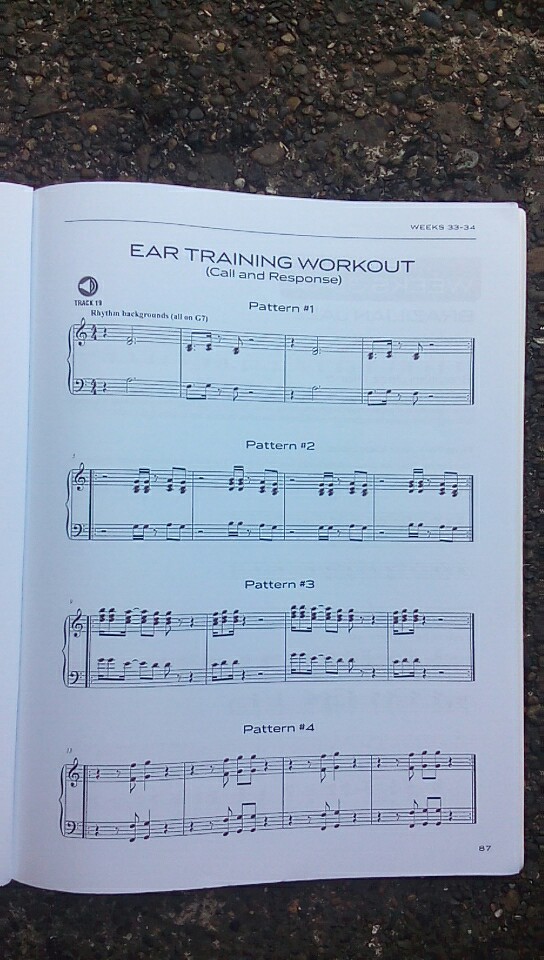 WEEKS 33-34
EAR TRAINING WORKOUT
(Call and Response)
TRACK 19
Pattern #1
Rhythm backgrounds (all on G7)
Pattern #2
5
Pattern #3
9
Pattern #4
13
87